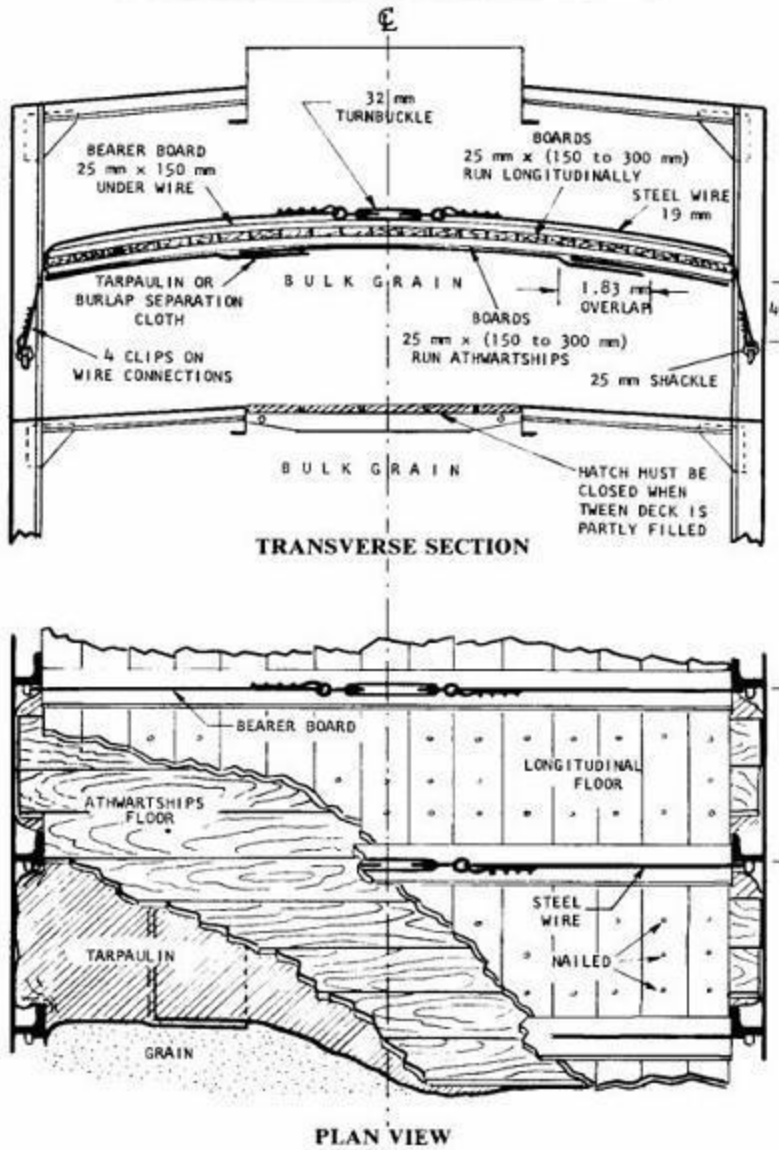 ℄
32 mm
TURNBUCKLE
BEARER BOARD
25 mm x 150 mm
UNDER WIRE
BOARDS
25 mm x (150 to 300 mm)
RUN LONGITUDINALLY
STEEL WIRE
19 mm
TARPAULIN OR
BURLAP SEPARATION
CLOTH
BULK GRAIN
1.83 mm
OVERLAP
BOARDS
25 mm x (150 to 300 mm)
RUN ATHWARTSHIPS
4
4 CLIPS ON
WIRE CONNECTIONS
25 mm SHACKLE
BULK GRAIN
HATCH MUST BE
CLOSED WHEN
TWEEN DECK IS
PARTLY FILLED
TRANSVERSE SECTION
BEARER BOARD
LONGITUDINAL
FLOOR
ATHWARTSHIPS
FLOOR
STEEL
WIRE
TARPAULIN
NAILED
GRAIN
PLAN VIEW